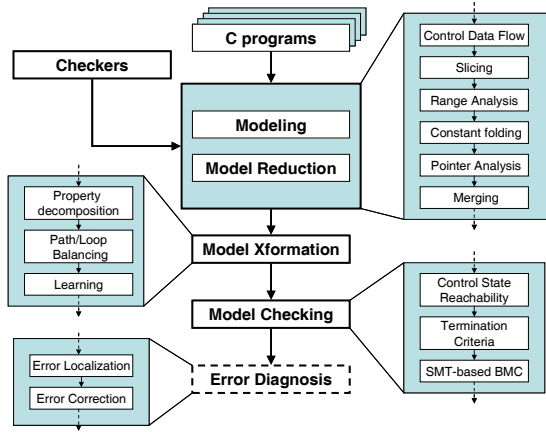 C programs
Checkers
Modeling
Model Reduction
Control Data Flow
Slicing
Range Analysis
Constant folding
Pointer Analysis
Merging
Property
decomposition
Path/Loop
Balancing
Learning
Model Xformation
Model Checking
Control State
Reachability
Termination
Criteria
SMT-based BMC
Error Localization
Error Correction
Error Diagnosis